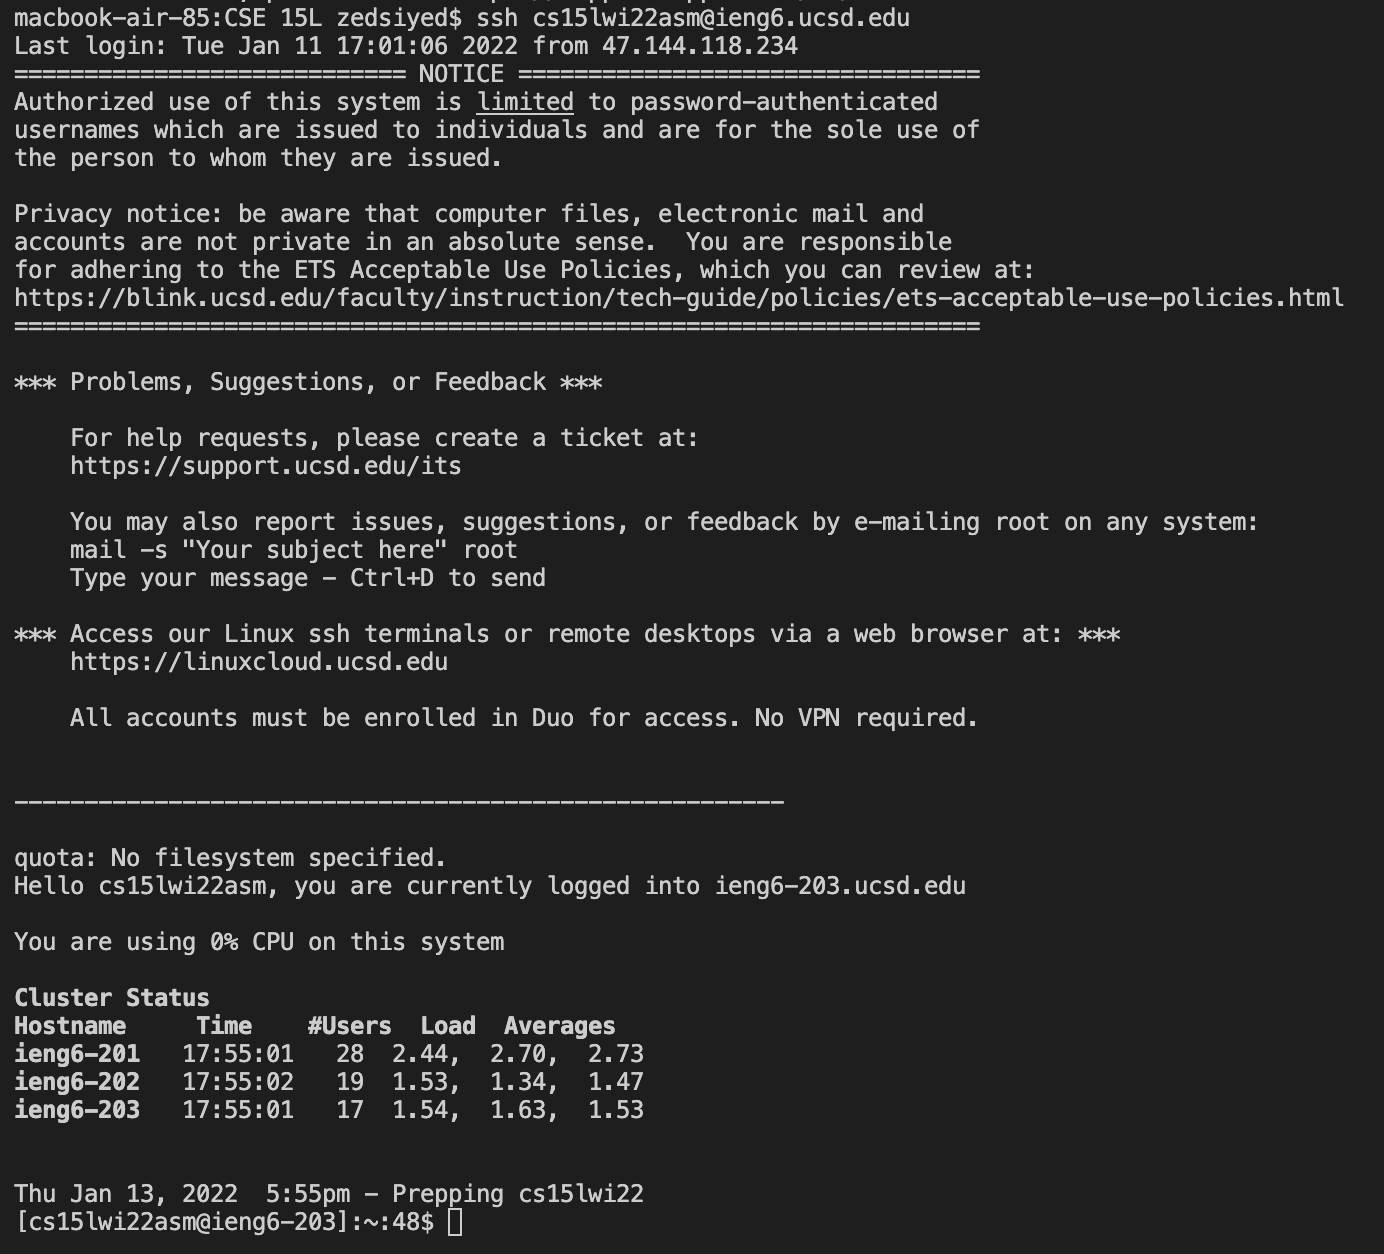 macbook-air-85:CSE 15L zedsiyed$ ssh cs15lwi22asm@ieng6.ucsd.edu
Last login: Tue Jan 11 17:01:06 2022 from 47.144.118.234
============================ NOTICE =================================
Authorized use of this system is limited to password-authenticated
usernames which are issued to individuals and are for the sole use of
the person to whom they are issued.

Privacy notice: be aware that computer files, electronic mail and
accounts are not private in an absolute sense.  You are responsible
for adhering to the ETS Acceptable Use Policies, which you can review at:
https://blink.ucsd.edu/faculty/instruction/tech-guide/policies/ets-acceptable-use-policies.html
=====================================================================

*** Problems, Suggestions, or Feedback ***

    For help requests, please create a ticket at:
    https://support.ucsd.edu/its

    You may also report issues, suggestions, or feedback by e-mailing root on any system:
    mail -s "Your subject here" root
    Type your message - Ctrl+D to send

*** Access our Linux ssh terminals or remote desktops via a web browser at: ***
    https://linuxcloud.ucsd.edu

    All accounts must be enrolled in Duo for access. No VPN required.


-------------------------------------------------------

quota: No filesystem specified.
Hello cs15lwi22asm, you are currently logged into ieng6-203.ucsd.edu

You are using 0% CPU on this system

Cluster Status
Hostname     Time    #Users  Load  Averages
ieng6-201   17:55:01   28  2.44,  2.70,  2.73
ieng6-202   17:55:02   19  1.53,  1.34,  1.47
ieng6-203   17:55:01   17  1.54,  1.63,  1.53


Thu Jan 13, 2022  5:55pm - Prepping cs15lwi22
[cs15lwi22asm@ieng6-203]:~:48$